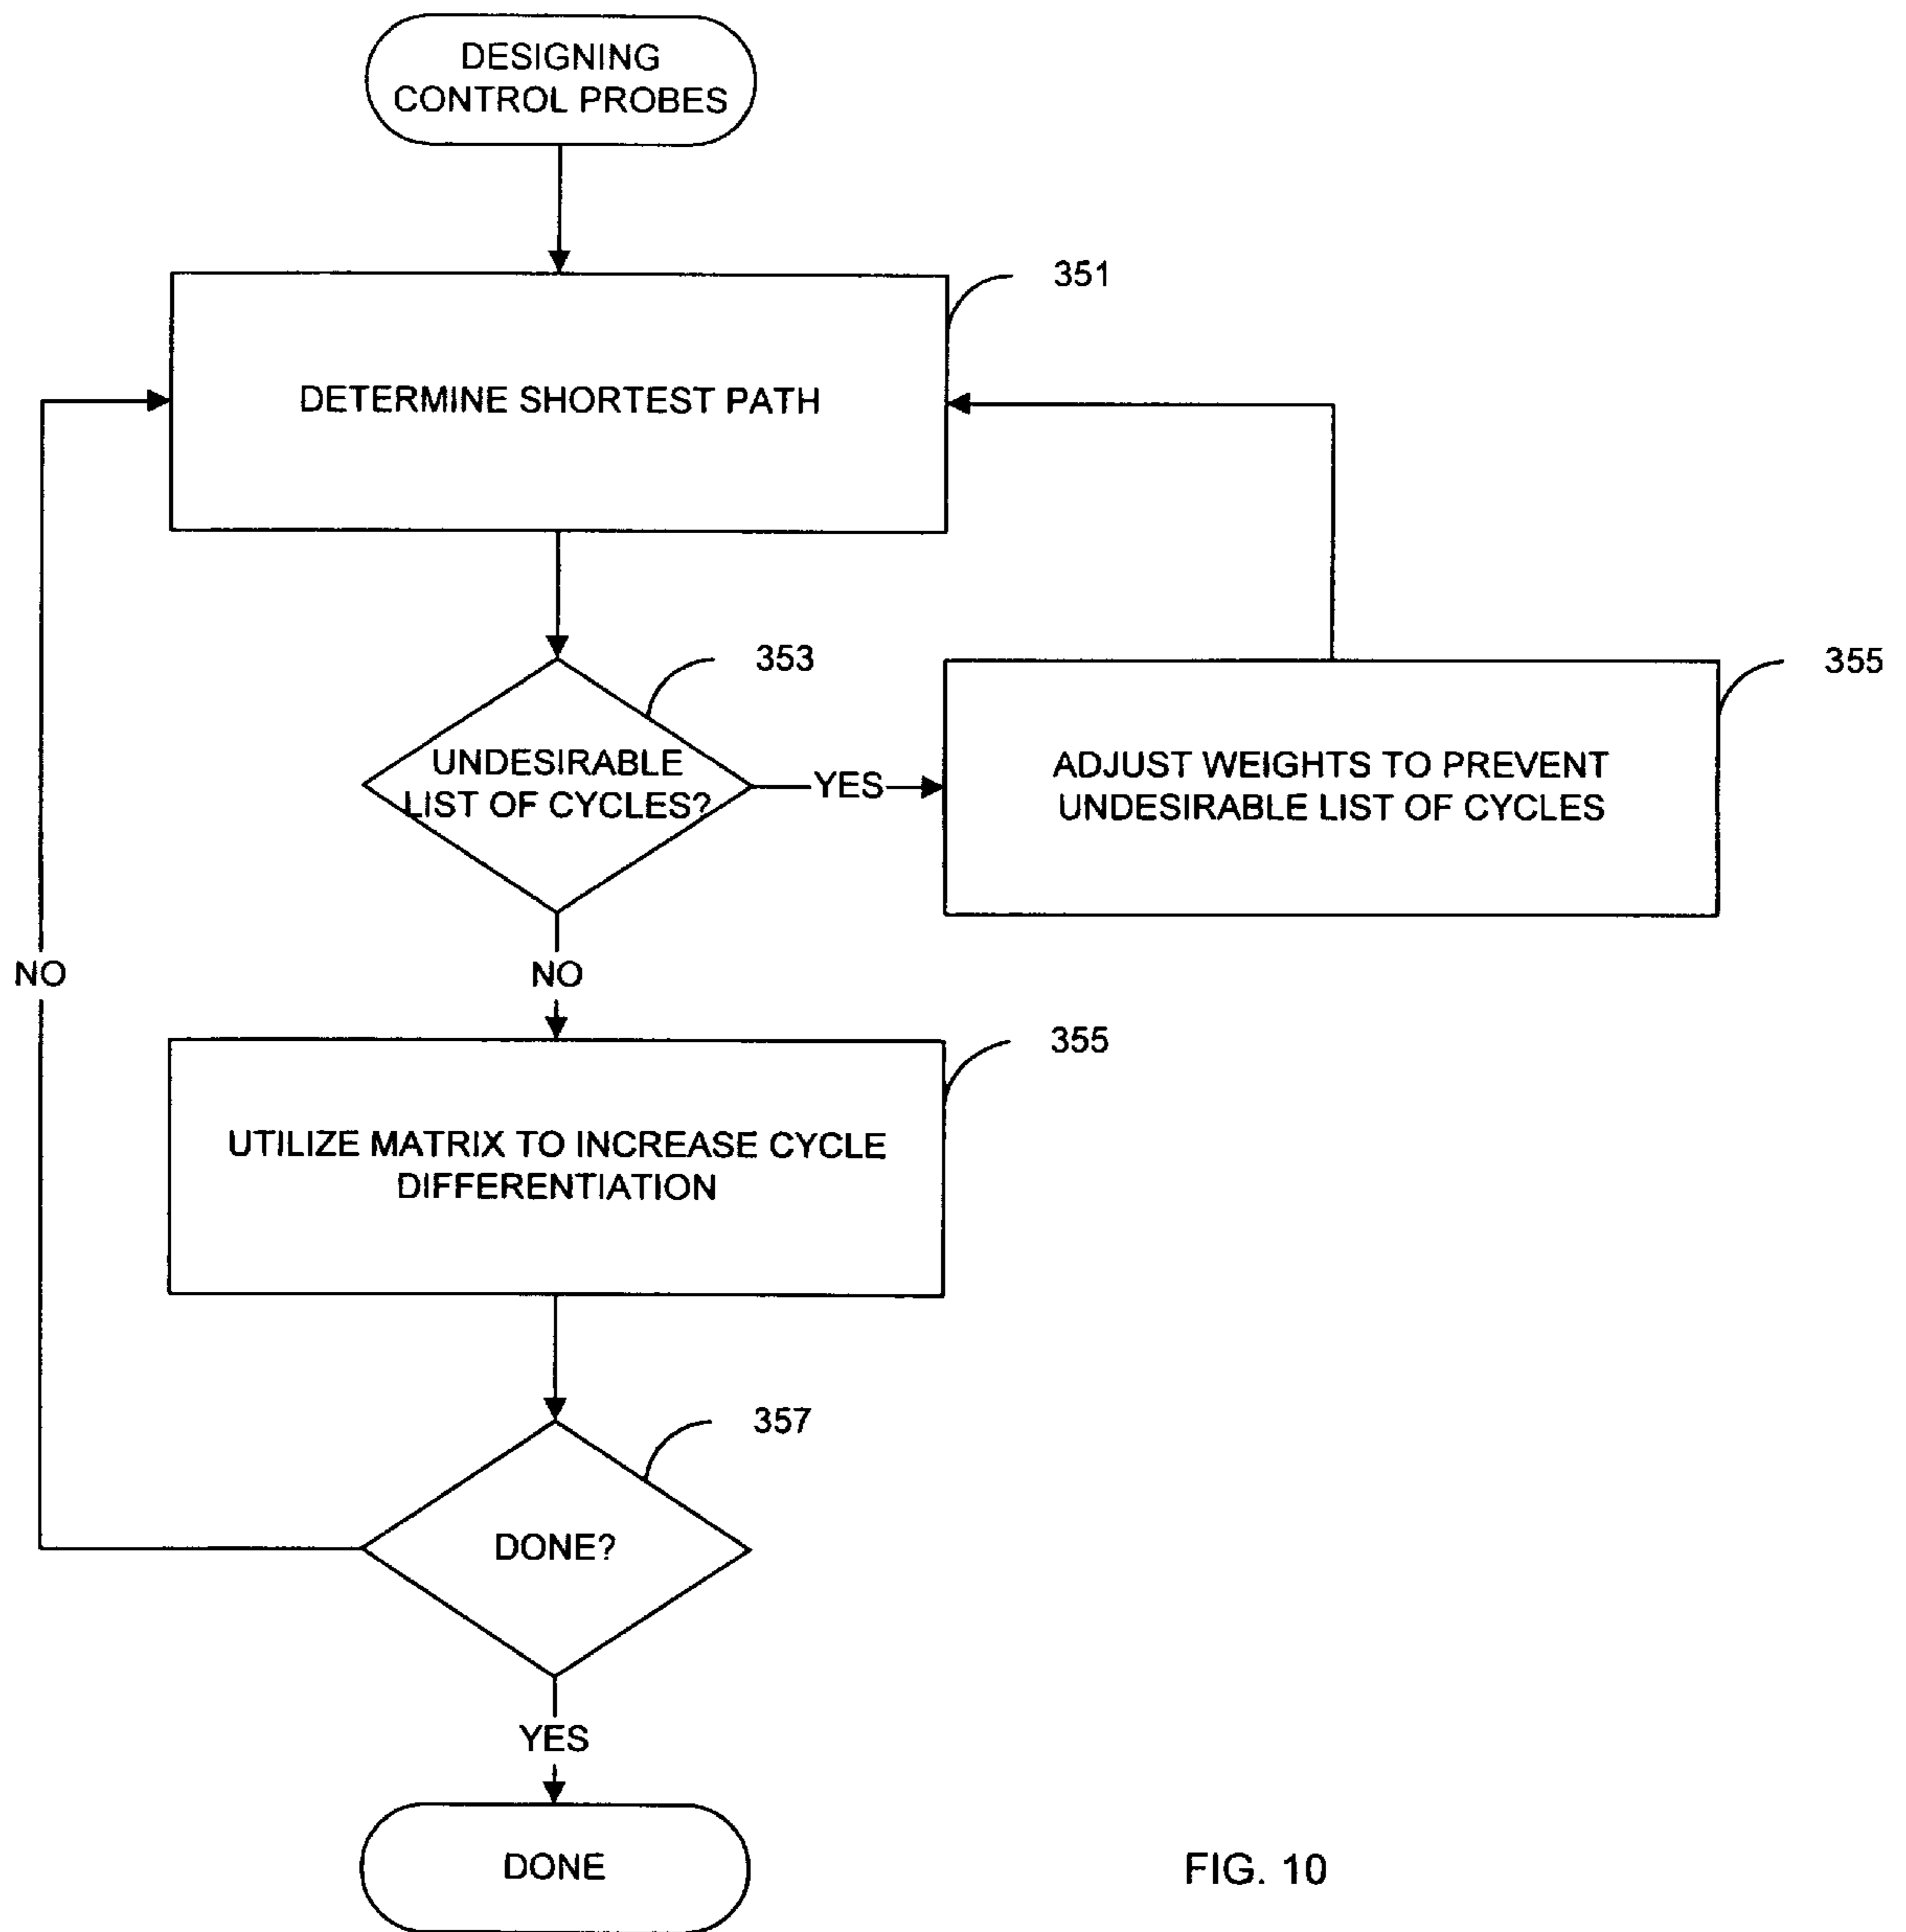 DESIGNING
CONTROL PROBES
351
DETERMINE SHORTEST PATH
353
355
UNDESIRABLE
LIST OF CYCLES?
YES
ADJUST WEIGHTS TO PREVENT
UNDESIRABLE LIST OF CYCLES
NO
NO
355
UTILIZE MATRIX TO INCREASE CYCLE
DIFFERENTIATION
357
DONE?
YES
DONE
FIG. 10